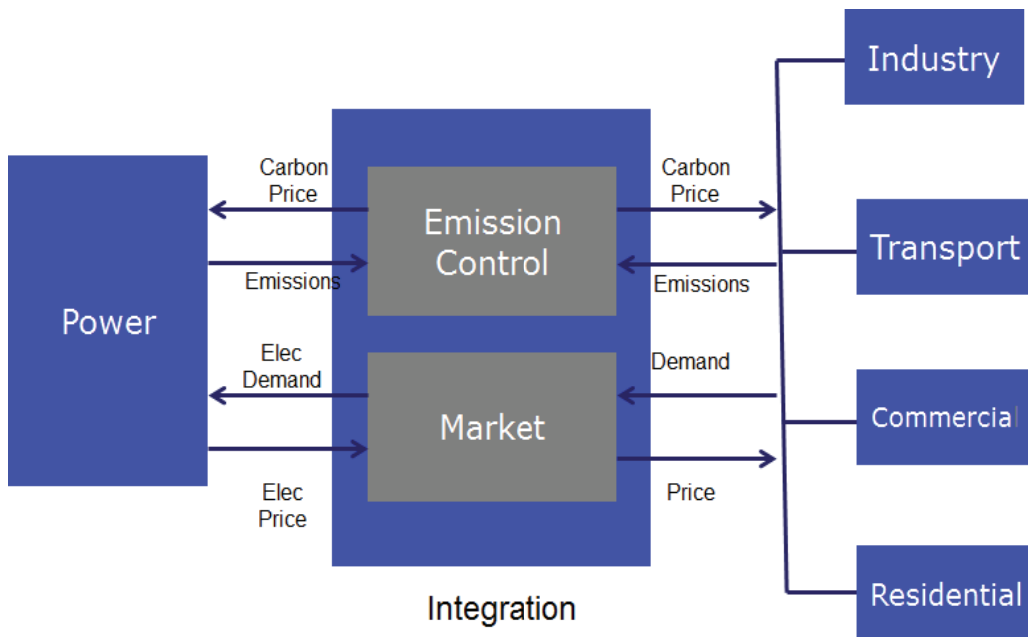 Industry
Carbon
Price
Carbon
Price
Emission
Control
Transport
Emissions
Emissions
Power
Elec
Demand
Demand
Market
Commercial
Elec
Price
Price
Residential
Integration